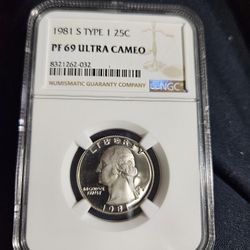 1981 S TYPE 1 25C
PF 69 ULTRA CAMEO
8321262-032
NUMISMATIC GUARANTY COMPANY
NGC
LIBERTY
IN GOD WE
TRUST